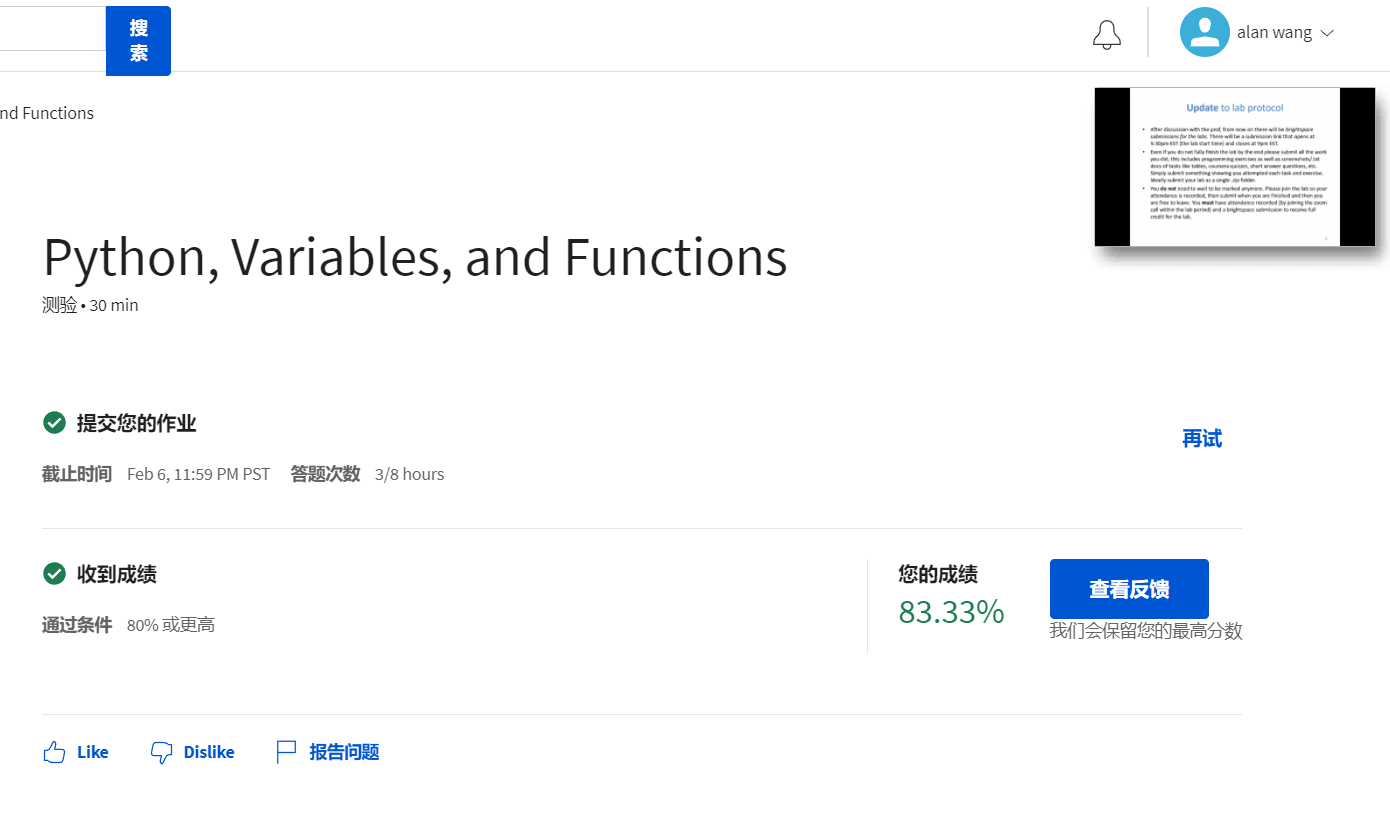 搜
索
alan wang
nd Functions
Update to lab protocol
• After discussion with the prof, from now on there will be brightspace
submissions for the labs. There will be a submission link that opens at
5:30pm EST (the lab start time) and closes at 9pm EST.
• Even if you do not fully finish the lab by the end please submit all the work
you did, this includes programming exercises as well as screenshots/.txt
docs of tasks like tables, coursera quizzes, short answer questions, etc.
Simply submit something showing you attempted each task and exercise.
Ideally submit your lab as a single .zip folder.
• You do not need to wait to be marked anymore. Please join the lab so your
attendance is recorded, then submit when you are finished and then you
are free to leave. You must have attendance recorded (by joining the zoom
call within the lab period) and a brightspace submission to receive full
credit for the lab.
Python, Variables, and Functions
测验 • 30 min
提交您的作业
再试
截止时间 Feb 6, 11:59 PM PST 答题次数 3/8 hours
收到成绩
您的成绩
查看反馈
83.33%
通过条件 80% 或更高
我们会保留您的最高分数
Like Dislike 报告问题